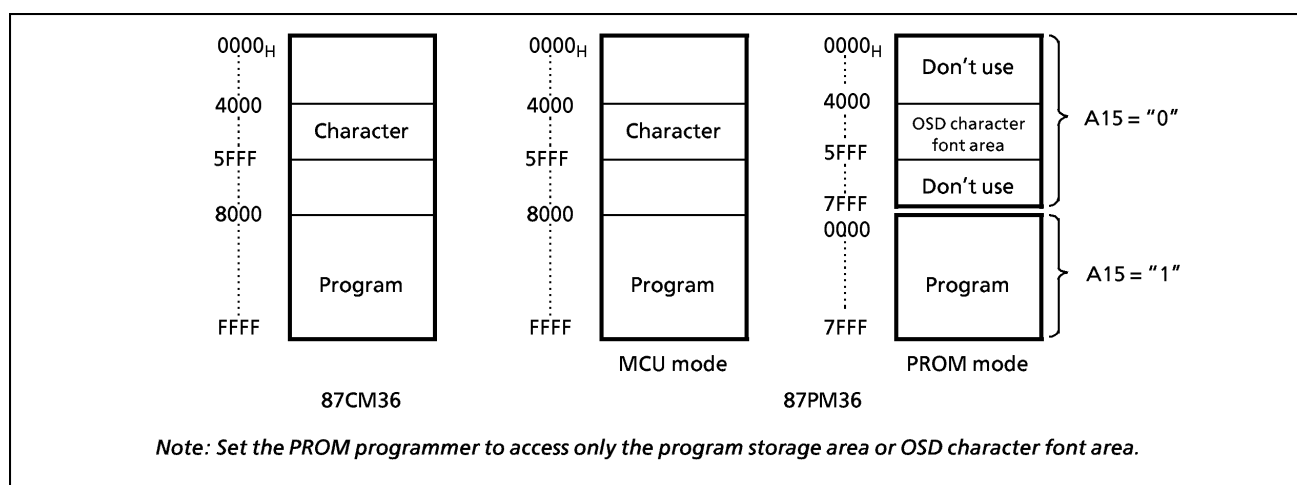 0000H
4000
Character
5FFF
8000
Program
FFFF
87CM36
0000H
4000
Character
5FFF
8000
Program
FFFF
MCU mode
0000H
Don't use
4000
OSD character
font area
5FFF
Don't use
7FFF
A15 = “0”
0000
Program
7FFF
A15 = “1”
PROM mode
87PM36
Note: Set the PROM programmer to access only the program storage area or OSD character font area.